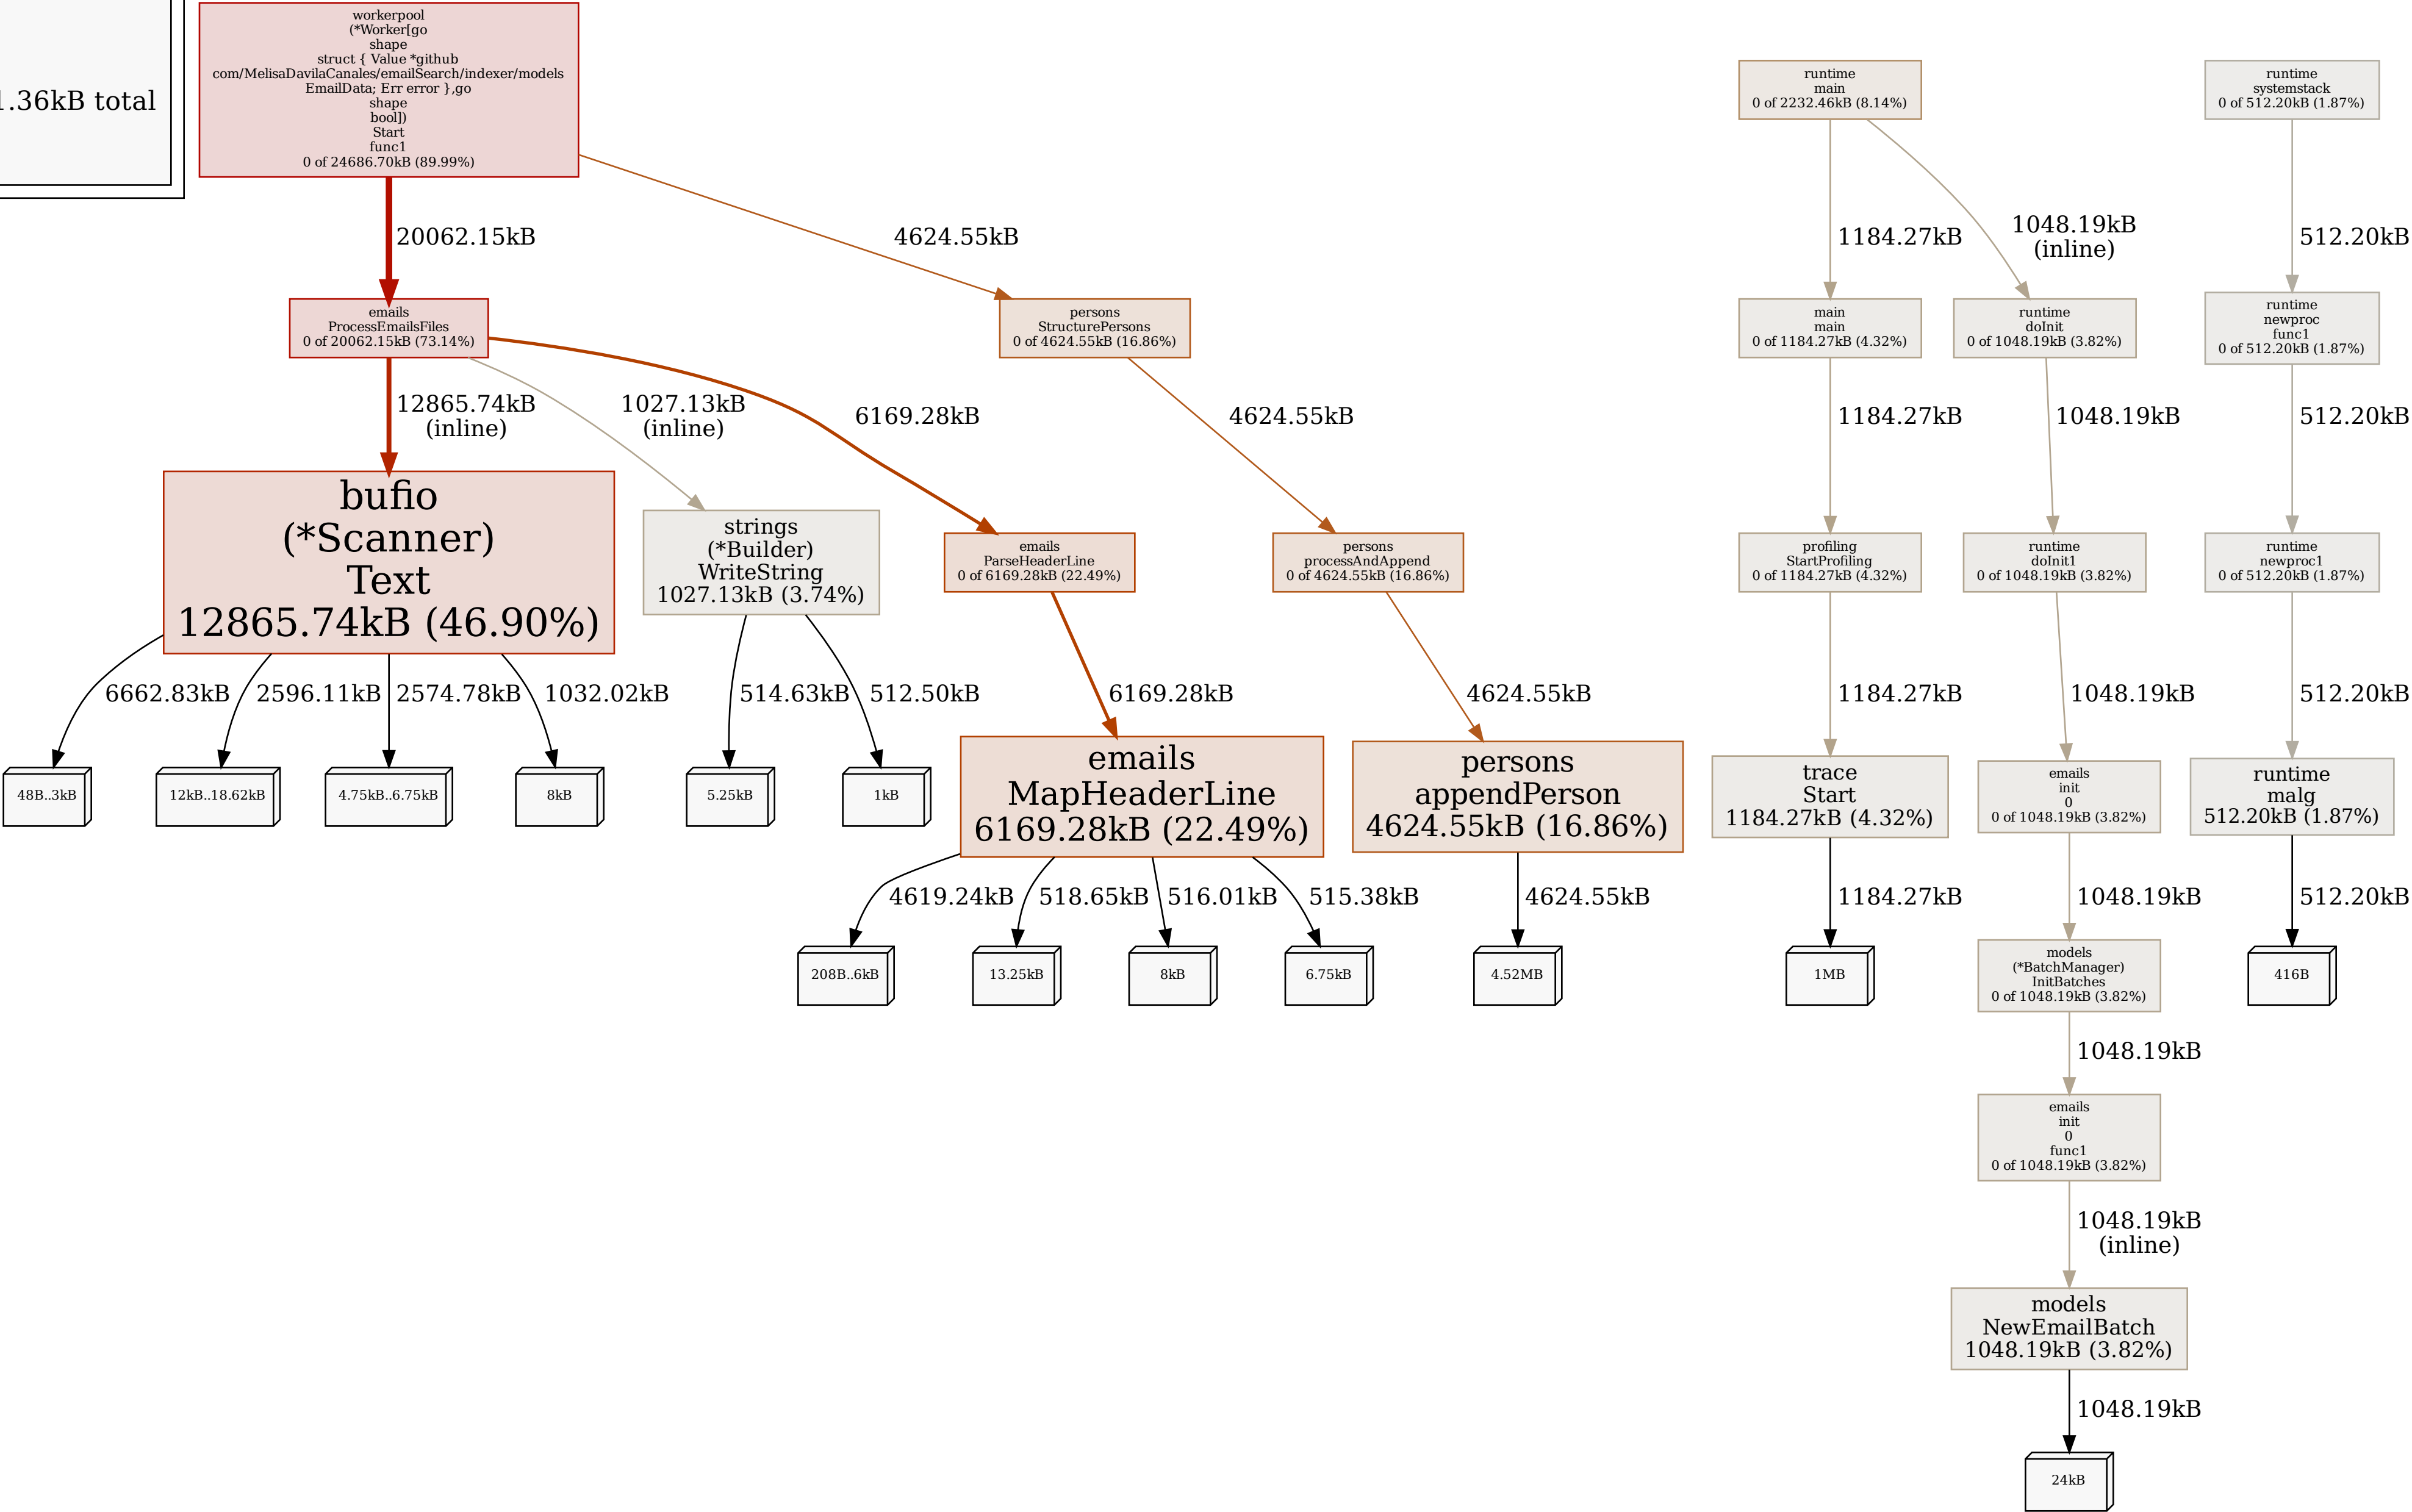 1.36kB total
workerpool
(*Worker[go
shape
struct { Value *github
com/MelisaDavilaCanales/emailSearch/indexer/models
EmailData; Err error },go
shape
bool])
Start
func1
0 of 24686.70kB (89.99%)
runtime
main
0 of 2232.46kB (8.14%)
runtime
systemstack
0 of 512.20kB (1.87%)
20062.15kB
4624.55kB
1184.27kB
1048.19kB
(inline)
512.20kB
emails
ProcessEmailsFiles
0 of 20062.15kB (73.14%)
persons
StructurePersons
0 of 4624.55kB (16.86%)
main
main
0 of 1184.27kB (4.32%)
runtime
doInit
0 of 1048.19kB (3.82%)
runtime
newproc
func1
0 of 512.20kB (1.87%)
12865.74kB
(inline)
1027.13kB
(inline)
6169.28kB
4624.55kB
1184.27kB
1048.19kB
512.20kB
bufio
(*Scanner)
Text
12865.74kB (46.90%)
strings
(*Builder)
WriteString
1027.13kB (3.74%)
emails
ParseHeaderLine
0 of 6169.28kB (22.49%)
persons
processAndAppend
0 of 4624.55kB (16.86%)
profiling
StartProfiling
0 of 1184.27kB (4.32%)
runtime
doInit1
0 of 1048.19kB (3.82%)
runtime
newproc1
0 of 512.20kB (1.87%)
6662.83kB
2596.11kB
2574.78kB
1032.02kB
514.63kB
512.50kB
6169.28kB
4624.55kB
1184.27kB
1048.19kB
512.20kB
48B..3kB
12kB..18.62kB
4.75kB..6.75kB
8kB
5.25kB
1kB
emails
MapHeaderLine
6169.28kB (22.49%)
persons
appendPerson
4624.55kB (16.86%)
trace
Start
1184.27kB (4.32%)
emails
init
0
0 of 1048.19kB (3.82%)
runtime
malg
512.20kB (1.87%)
4619.24kB
518.65kB
516.01kB
515.38kB
4624.55kB
1184.27kB
1048.19kB
512.20kB
208B..6kB
13.25kB
8kB
6.75kB
4.52MB
1MB
models
(*BatchManager)
InitBatches
0 of 1048.19kB (3.82%)
416B
1048.19kB
emails
init
0
func1
0 of 1048.19kB (3.82%)
1048.19kB
(inline)
models
NewEmailBatch
1048.19kB (3.82%)
1048.19kB
24kB